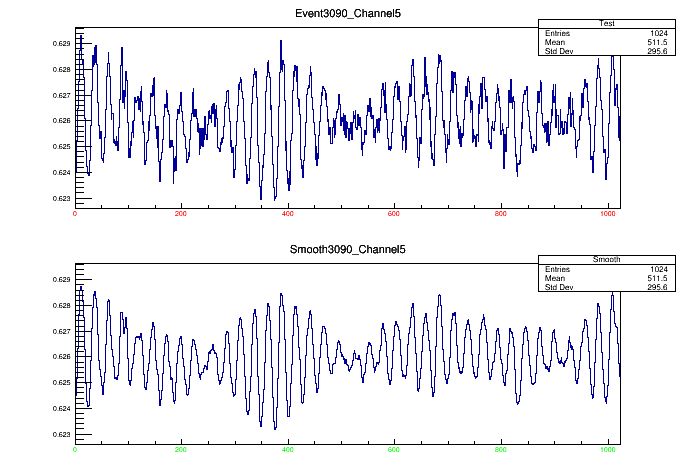 Event3090_Channel5
Test
Entries 1024
Mean 511.5
Std Dev 295.6
0.629
0.628
0.627
0.626
0.625
0.624
0.623
0 200 400 600 800 1000
Smooth3090_Channel5
Smooth
Entries 1024
Mean 511.5
Std Dev 295.6
0.629
0.628
0.627
0.626
0.625
0.624
0.623
0 200 400 600 800 1000